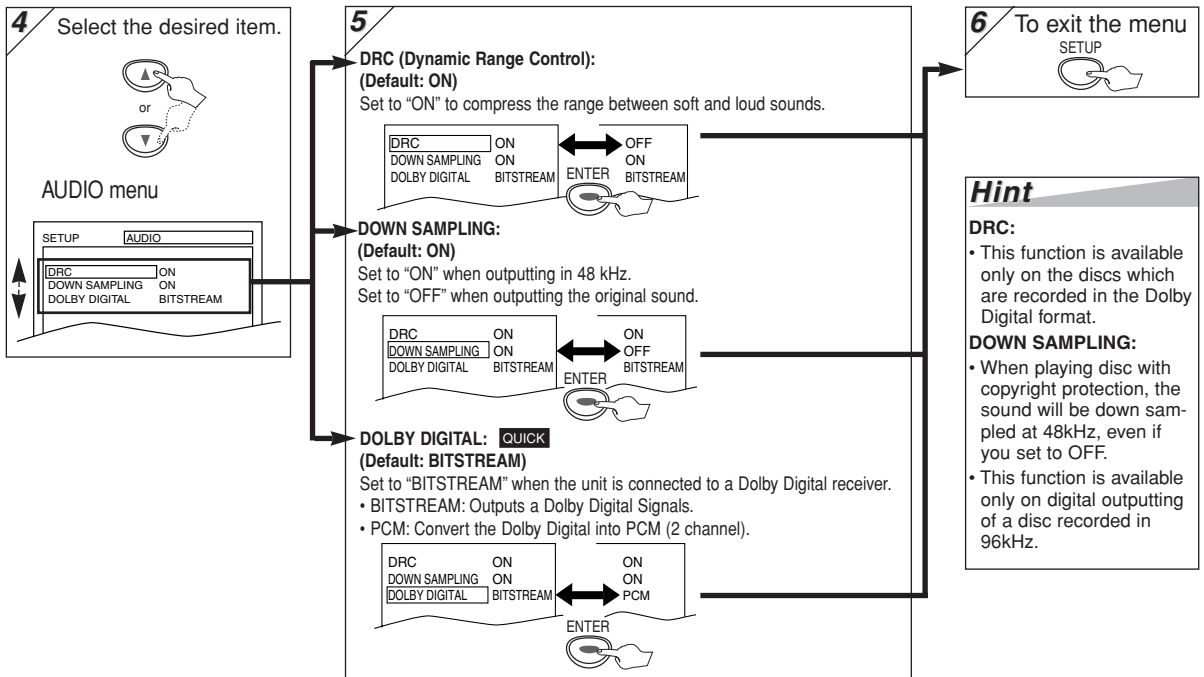 4 Select the desired item.
▲
or
▼
AUDIO menu
SETUP AUDIO
DRC ON
DOWN SAMPLING ON
DOLBY DIGITAL BITSTREAM
5
DRC (Dynamic Range Control):
(Default: ON)
Set to “ON” to compress the range between soft and loud sounds.
DRC ON OFF
DOWN SAMPLING ON ON
DOLBY DIGITAL BITSTREAM BITSTREAM
ENTER
DOWN SAMPLING:
(Default: ON)
Set to “ON” when outputting in 48 kHz.
Set to “OFF” when outputting the original sound.
DRC ON ON
DOWN SAMPLING ON OFF
DOLBY DIGITAL BITSTREAM BITSTREAM
ENTER
DOLBY DIGITAL: QUICK
(Default: BITSTREAM)
Set to “BITSTREAM” when the unit is connected to a Dolby Digital receiver.
• BITSTREAM: Outputs a Dolby Digital Signals.
• PCM: Convert the Dolby Digital into PCM (2 channel).
DRC ON ON
DOWN SAMPLING ON ON
DOLBY DIGITAL BITSTREAM PCM
ENTER
6 To exit the menu
SETUP
Hint
DRC:
• This function is available
only on the discs which
are recorded in the Dolby
Digital format.
DOWN SAMPLING:
• When playing disc with
copyright protection, the
sound will be down sam-
pled at 48kHz, even if
you set to OFF.
• This function is available
only on digital outputting
of a disc recorded in
96kHz.